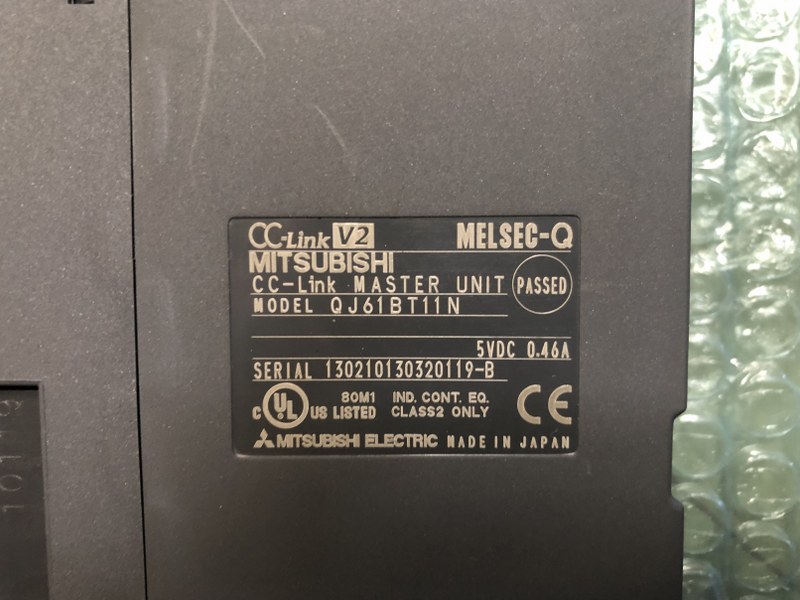 CC-Link V2 MELSEC-Q
MITSUBISHI
CC-Link MASTER UNIT
PASSED
MODEL QJ61BT11N
5VDC 0.46A
SERIAL 130210130320119-B
C UL US LISTED
80M1 IND. CONT. EQ.
CLASS2 ONLY
CE
MITSUBISHI ELECTRIC MADE IN JAPAN